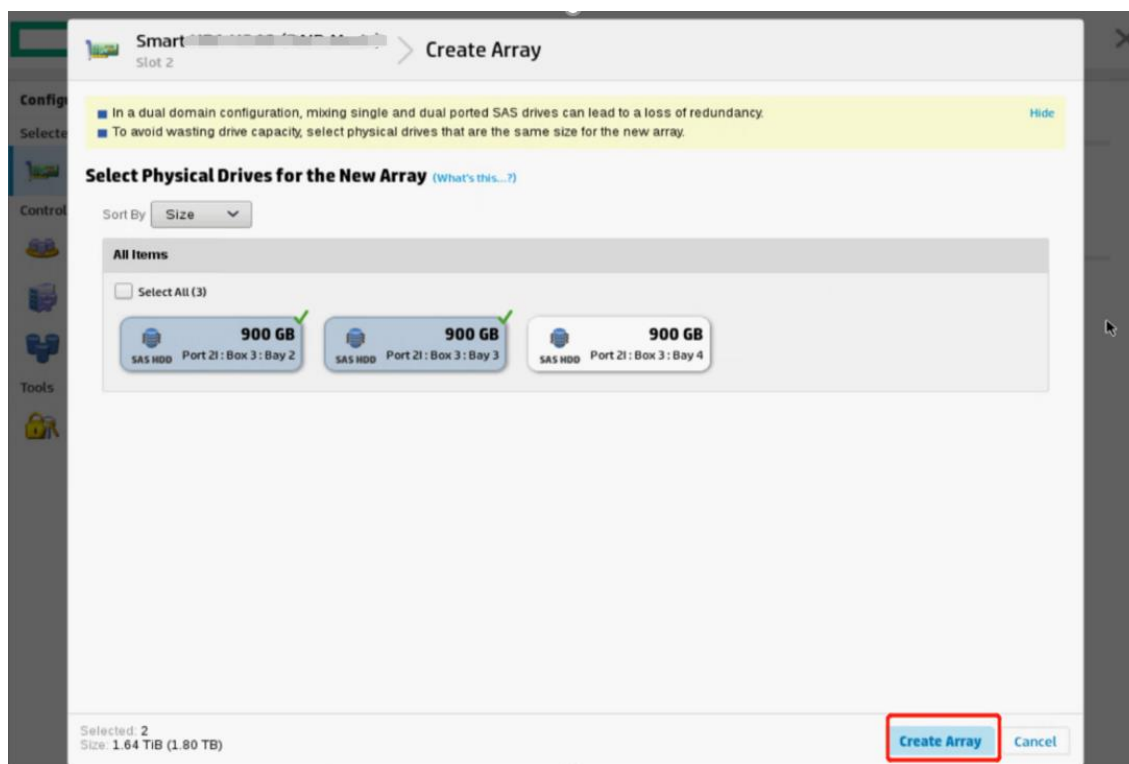 Smart
Slot 2
Create Array
Config
Selecte
Control
Tools
In a dual domain configuration, mixing single and dual ported SAS drives can lead to a loss of redundancy.
Hide
To avoid wasting drive capacity, select physical drives that are the same size for the new array.
Select Physical Drives for the New Array (What's this...?)
Sort By Size
All Items
Select All (3)
900 GB
SAS HDD Port 2I : Box 3 : Bay 2
900 GB
SAS HDD Port 2I : Box 3 : Bay 3
900 GB
SAS HDD Port 2I : Box 3 : Bay 4
Selected: 2
Size: 1.64 TiB (1.80 TB)
Create Array
Cancel